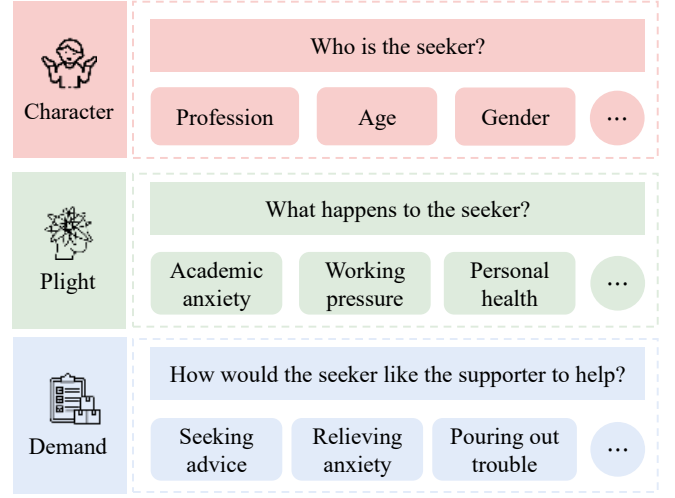 Who is the seeker?
Character
Profession
Age
Gender
...
What happens to the seeker?
Plight
Academic
anxiety
Working
pressure
Personal
health
...
How would the seeker like the supporter to help?
Demand
Seeking
advice
Relieving
anxiety
Pouring out
trouble
...